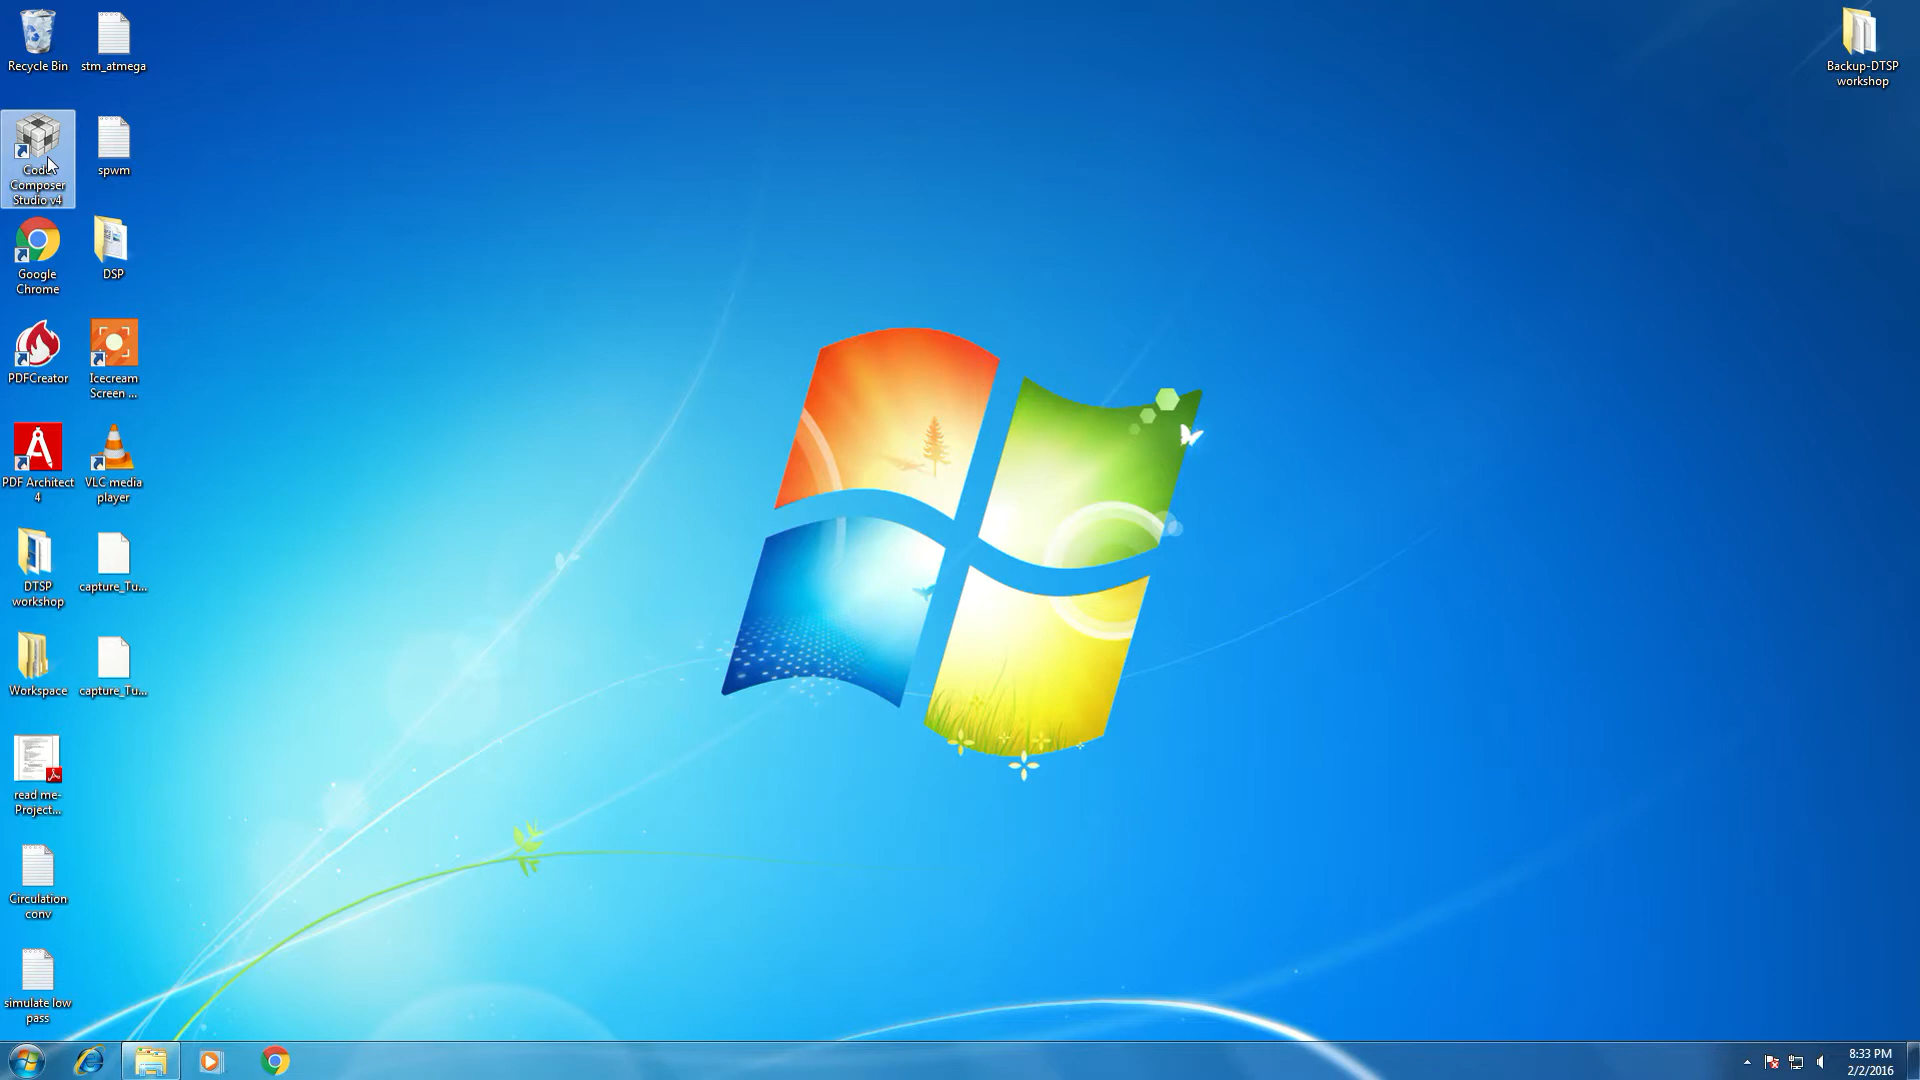 Recycle Bin
stm_atmega
Code
Composer
Studio v4
spwm
Google
Chrome
DSP
PDFCreator
Icecream
Screen ...
PDF Architect
4
VLC media
player
DTSP
workshop
capture_Tu...
Workspace
capture_Tu...
read me-
Project...
Circulation
conv
simulate low
pass
Backup-DTSP
workshop
8:33 PM
2/2/2016